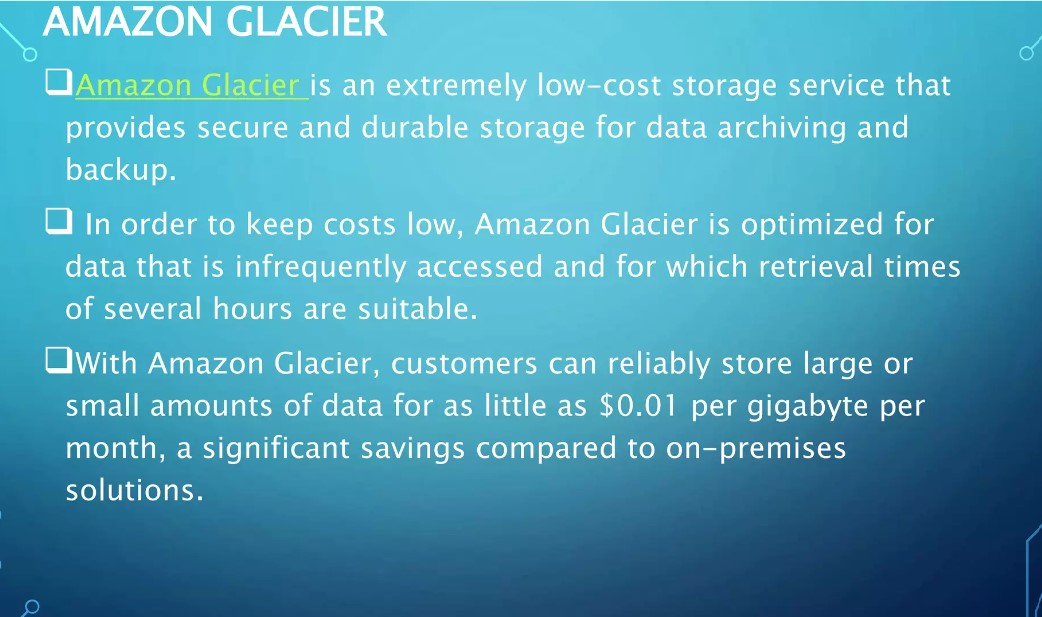 AMAZON GLACIER
❑Amazon Glacier is an extremely low-cost storage service that
provides secure and durable storage for data archiving and
backup.
❑ In order to keep costs low, Amazon Glacier is optimized for
data that is infrequently accessed and for which retrieval times
of several hours are suitable.
❑With Amazon Glacier, customers can reliably store large or
small amounts of data for as little as $0.01 per gigabyte per
month, a significant savings compared to on-premises
solutions.